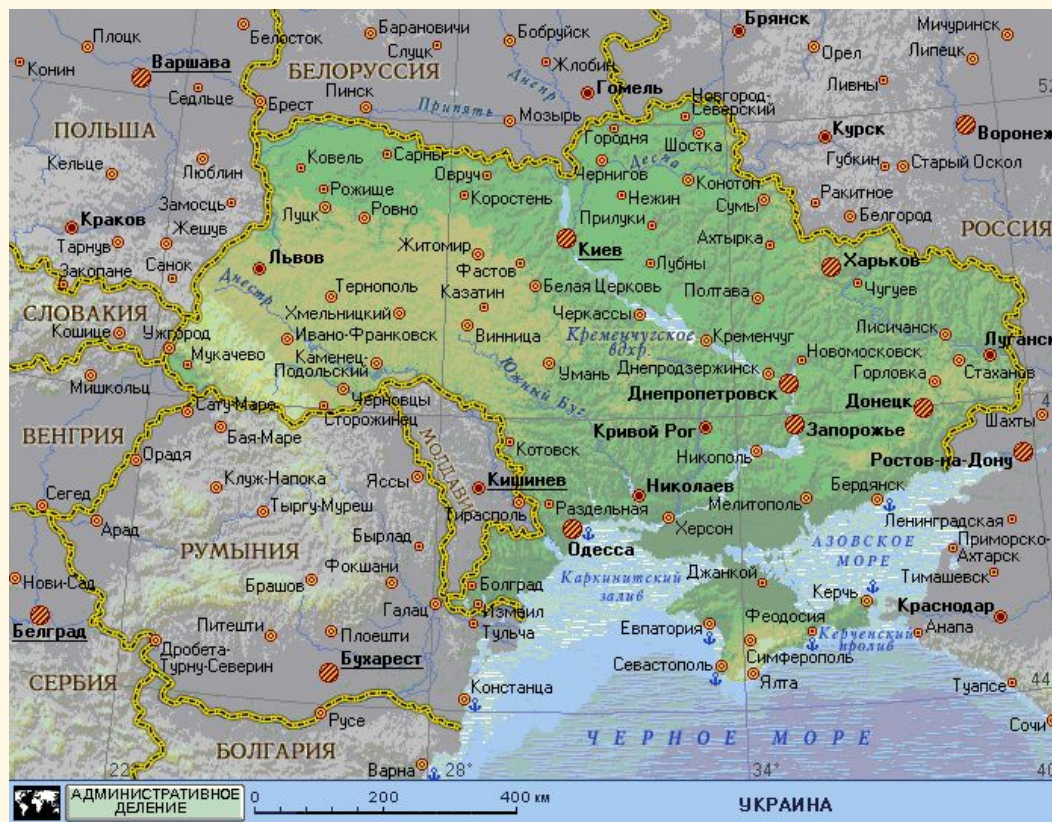 Плоцк
Белосток
Барановичи
Слуцк
Бобруйск
Брянск
Мичуринск
Орел
Липецк
Конин
Варшава
БЕЛОРУССИЯ
Жлобин
Ливны
Седльце
Пинск
Днепр
Гомель
Новгород-
Северский
52
Брест
Припять
Мозырь
ПОЛЬША
Городня
Шостка
Курск
Воронеж
Кельце
Люблин
Ковель
Сарны
Овруч
Чернигов
Десна
Губкин
Старый Оскол
Рожище
Коростень
Нежин
Конотоп
Ракитное
Замосць
Луцк
Ровно
Прилуки
Сумы
Белгород
Краков
Жешув
Тарнув
Житомир
Киев
Ахтырка
РОССИЯ
Закопане
Санок
Львов
Фастов
Лубны
Харьков
Днестр
Тернополь
Белая Церковь
Полтава
Чугуев
СЛОВАКИЯ
Казатин
Хмельницкий
Черкассы
Кошице
Ужгород
Ивано-Франковск
Винница
Кременчугское
вдхр.
Кременчуг
Лисичанск
Луганск
Мукачево
Каменец-
Подольский
Южный Буг
Умань
Новомосковск
Днепродзержинск
Горловка
Стаханов
Мишкольц
Черновцы
Днепропетровск
Донецк
Сату-Маре
Сторожинец
Шахты
ВЕНГРИЯ
Бая-Маре
МОЛДАВИЯ
Котовск
Кривой Рог
Запорожье
Орадя
Никополь
Ростов-на-Дону
Клуж-Напока
Яссы
Кишинев
Николаев
Мелитополь
Бердянск
Сегед
Тыргу-Муреш
Тирасполь
Раздельная
Арад
Херсон
Ленинградская
РУМЫНИЯ
Бырлад
Одесса
АЗОВСКОЕ
МОРЕ
Приморско-
Ахтарск
Нови-Сад
Брашов
Фокшани
Болград
Каркинитский
залив
Джанкой
Тимашевск
Галац
Измаил
Керчь
Краснодар
Белград
Питешти
Плоешти
Тульча
Евпатория
Феодосия
Керченский
пролив
Анапа
Дробета-
Турну-Северин
Бухарест
Севастополь
Симферополь
Ялта
СЕРБИЯ
Констанца
Туапсе
44
Русе
Сочи
БОЛГАРИЯ
ЧЕРНОЕ МОРЕ
Варна
22°
28°
34°
40
АДМИНИСТРАТИВНОЕ
ДЕЛЕНИЕ
0 200 400 км
УКРАИНА